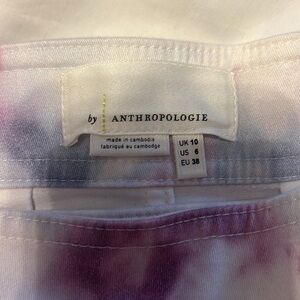 by ANTHROPOLOGIE
made in cambodia
fabriqué au cambodge
UK 10
US 6
EU 38